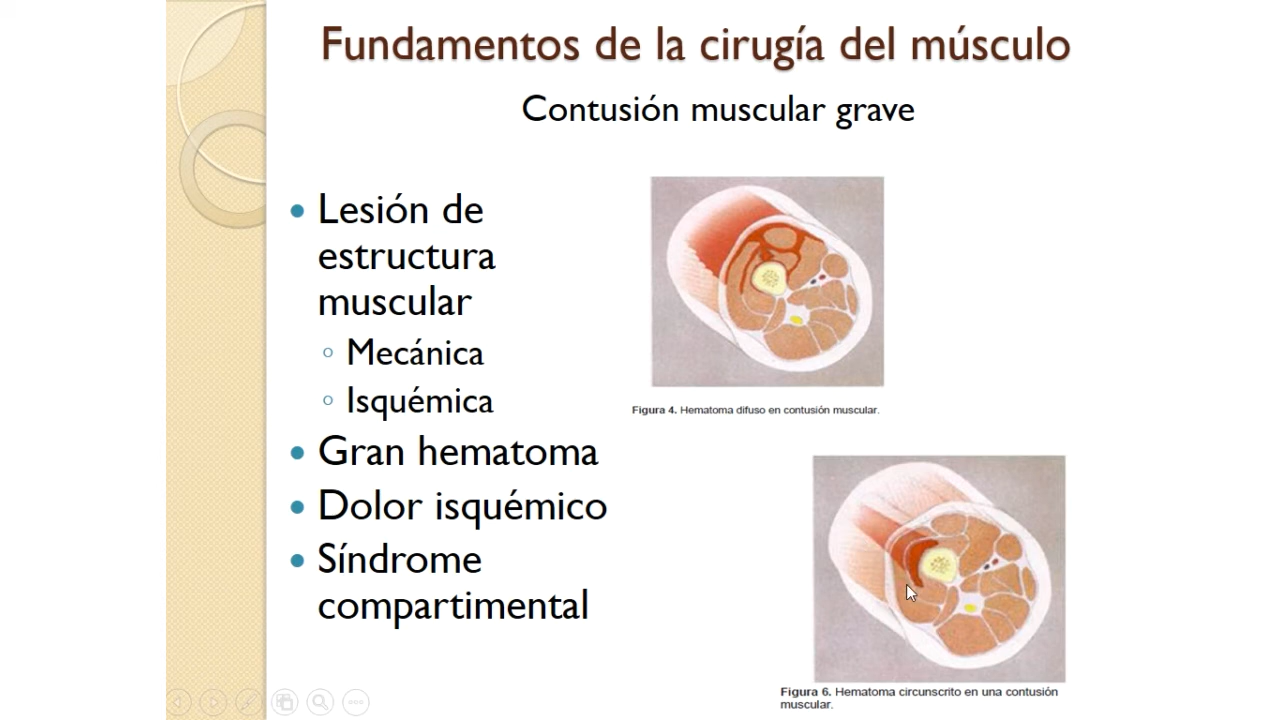 Fundamentos de la cirugía del músculo
Contusión muscular grave
Lesión de
estructura
muscular
Mecánica
Isquémica
Gran hematoma
Dolor isquémico
Síndrome
compartimental
Figura 4. Hematoma difuso en contusión muscular.
Figura 6. Hematoma circunscrito en una contusión
muscular.